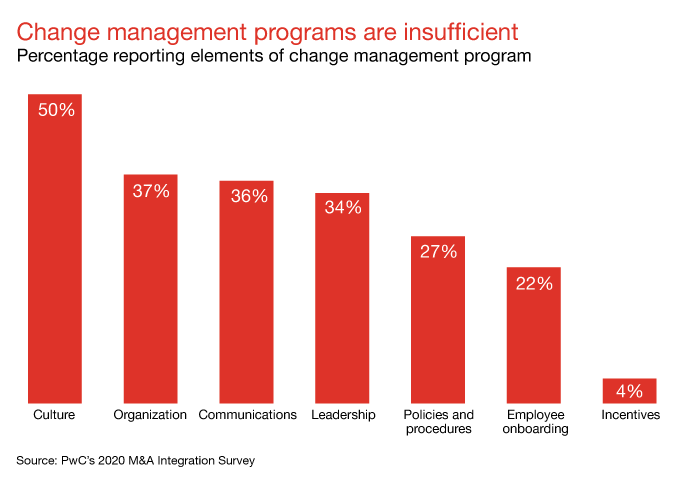 Change management programs are insufficient
Percentage reporting elements of change management program
50%
37%
36%
34%
27%
22%
4%
Culture
Organization
Communications
Leadership
Policies and
procedures
Employee
onboarding
Incentives
Source: PwC's 2020 M&A Integration Survey